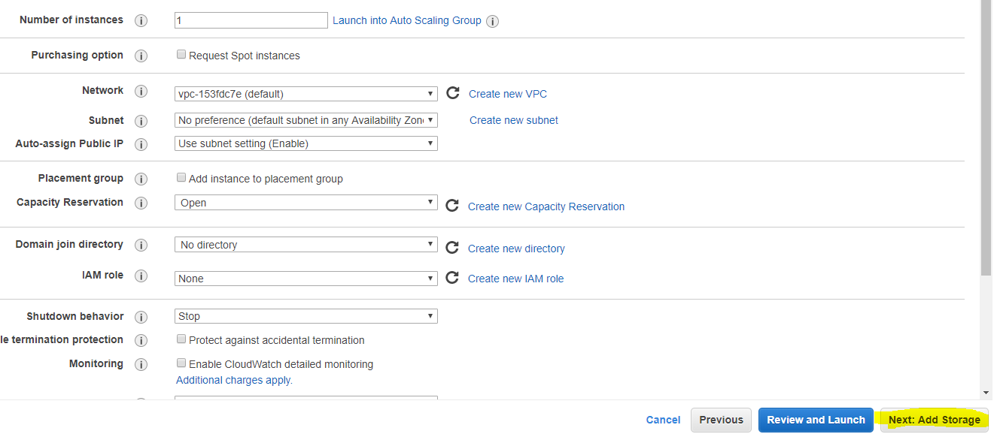 Number of instances 1 Launch into Auto Scaling Group
Purchasing option Request Spot instances
Network vpc-153fdc7e (default) Create new VPC
Subnet No preference (default subnet in any Availability Zon Create new subnet
Auto-assign Public IP Use subnet setting (Enable)
Placement group Add instance to placement group
Capacity Reservation Open Create new Capacity Reservation
Domain join directory No directory Create new directory
IAM role None Create new IAM role
Shutdown behavior Stop
le termination protection Protect against accidental termination
Monitoring Enable CloudWatch detailed monitoring
Additional charges apply.
Cancel Previous Review and Launch Next: Add Storage